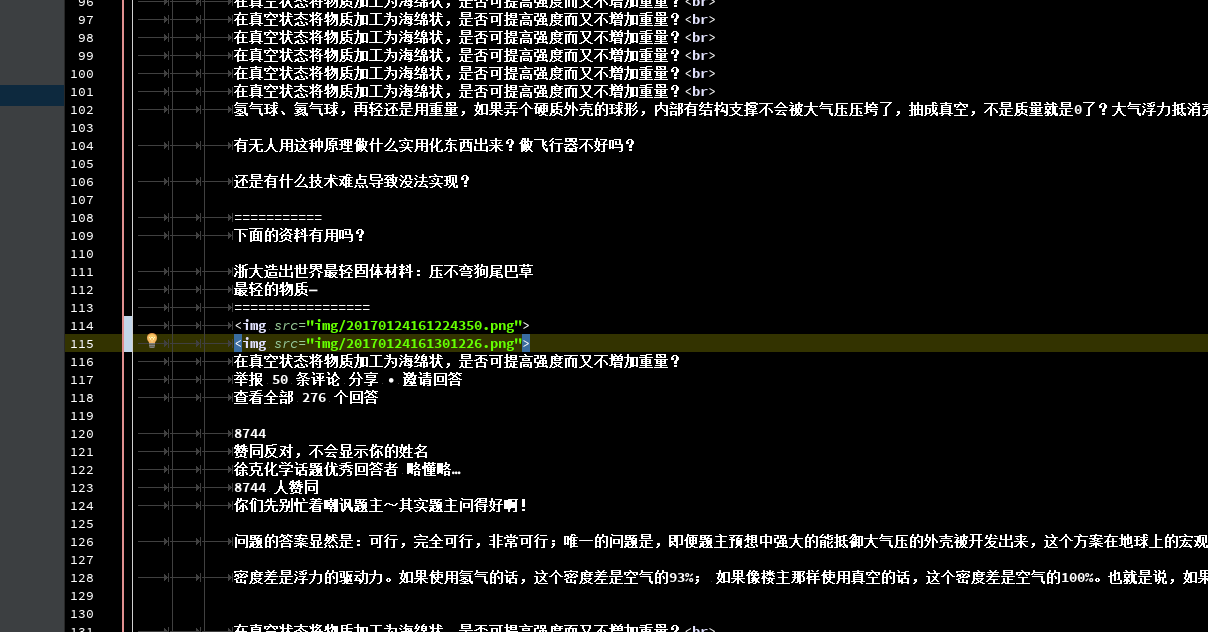 96 在真空状态将物质加工为海绵状，是否可提高强度而又不增加重量？<br>
97 在真空状态将物质加工为海绵状，是否可提高强度而又不增加重量？<br>
98 在真空状态将物质加工为海绵状，是否可提高强度而又不增加重量？<br>
99 在真空状态将物质加工为海绵状，是否可提高强度而又不增加重量？<br>
100 在真空状态将物质加工为海绵状，是否可提高强度而又不增加重量？<br>
101 在真空状态将物质加工为海绵状，是否可提高强度而又不增加重量？<br>
102 氢气球、氦气球，再轻还是用重量，如果弄个硬质外壳的球形，内部有结构支撑不会被大气压压垮了，抽成真空，不是质量就是0了？大气浮力抵消壳
103
104 有无人用这种原理做什么实用化东西出来？做飞行器不好吗？
105
106 还是有什么技术难点导致没法实现？
107
108 ===========
109 下面的资料有用吗？
110
111 浙大造出世界最轻固体材料：压不弯狗尾巴草
112 最轻的物质—
113 =================
114 <img src="img/20170124161224350.png">
115 <img src="img/20170124161301226.png">
116 在真空状态将物质加工为海绵状，是否可提高强度而又不增加重量？
117 举报 50 条评论 分享 • 邀请回答
118 查看全部 276 个回答
119
120 8744
121 赞同反对，不会显示你的姓名
122 徐克化学话题优秀回答者 略懂略…
123 8744 人赞同
124 你们先别忙着嘲讽题主～其实题主问得好啊！
125
126 问题的答案显然是：可行，完全可行，非常可行；唯一的问题是，即便题主预想中强大的能抵御大气压的外壳被开发出来，这个方案在地球上的宏观
127
128 密度差是浮力的驱动力。如果使用氢气的话，这个密度差是空气的93%； 如果像楼主那样使用真空的话，这个密度差是空气的100%。也就是说，如果
129
130
131 在真空状态将物质加工为海绵状，是否可提高强度而又不增加重量？<br>